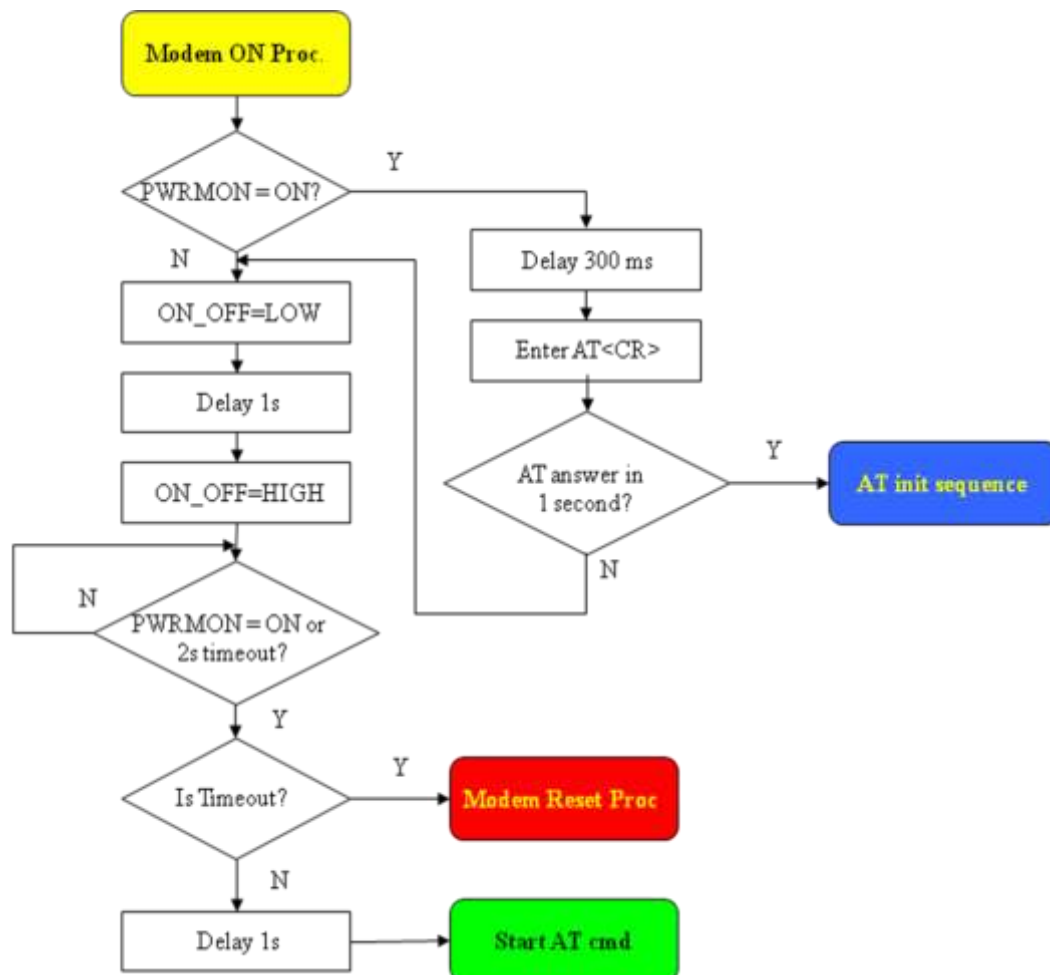 Modem ON Proc.
Y
PWRMON = ON?
N
Delay 300 ms
ON_OFF=LOW
Enter AT<CR>
Delay 1s
Y
AT answer in
1 second?
AT init sequence
ON_OFF=HIGH
N
N
PWRMON = ON or
2s timeout?
Y
Y
Is Timeout?
Modem Reset Proc
N
Delay 1s
Start AT cmd